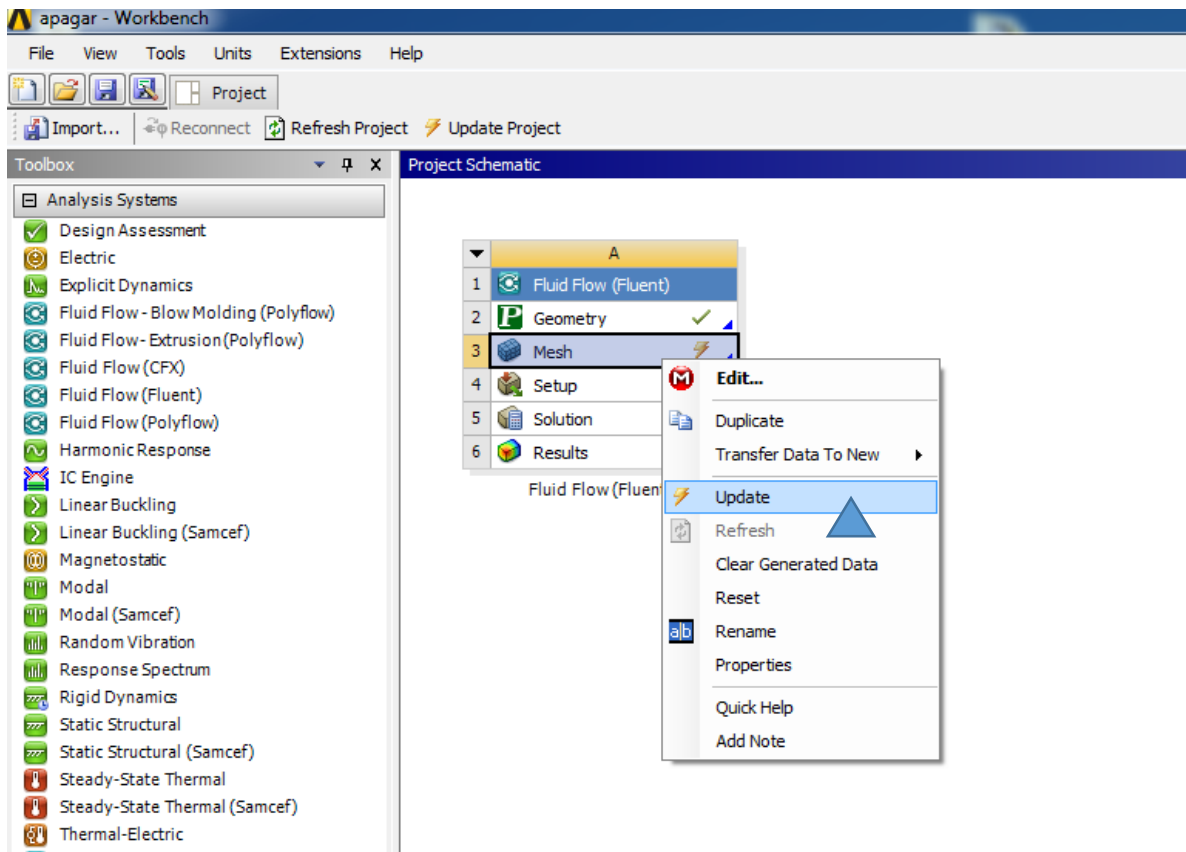 apagar - Workbench
File View Tools Units Extensions Help
Project
Import... Reconnect Refresh Project Update Project
Toolbox
Project Schematic
Analysis Systems
Design Assessment
Electric
Explicit Dynamics
Fluid Flow - Blow Molding (Polyflow)
Fluid Flow - Extrusion (Polyflow)
Fluid Flow (CFX)
Fluid Flow (Fluent)
Fluid Flow (Polyflow)
Harmonic Response
IC Engine
Linear Buckling
Linear Buckling (Samcef)
Magnetostatic
Modal
Modal (Samcef)
Random Vibration
Response Spectrum
Rigid Dynamics
Static Structural
Static Structural (Samcef)
Steady-State Thermal
Steady-State Thermal (Samcef)
Thermal-Electric
A
1 Fluid Flow (Fluent)
2 P Geometry
3 Mesh
4 Setup
5 Solution
6 Results
Fluid Flow (Fluent
M Edit...
Duplicate
Transfer Data To New
Update
Refresh
Clear Generated Data
Reset
a|b Rename
Properties
Quick Help
Add Note